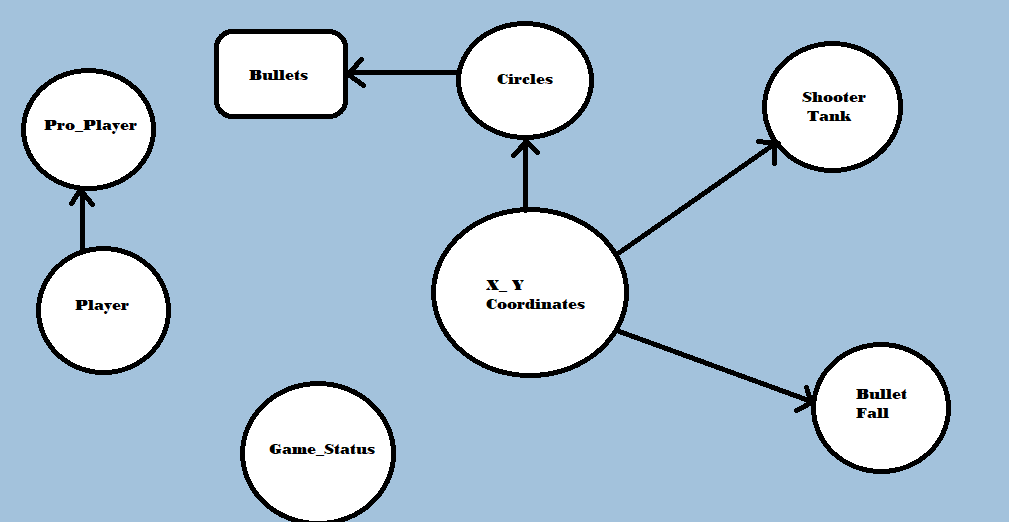 Bullets
Circles
Shooter
Tank
Pro_Player
X_ Y
Coordinates
Player
Bullet
Fall
Game_Status